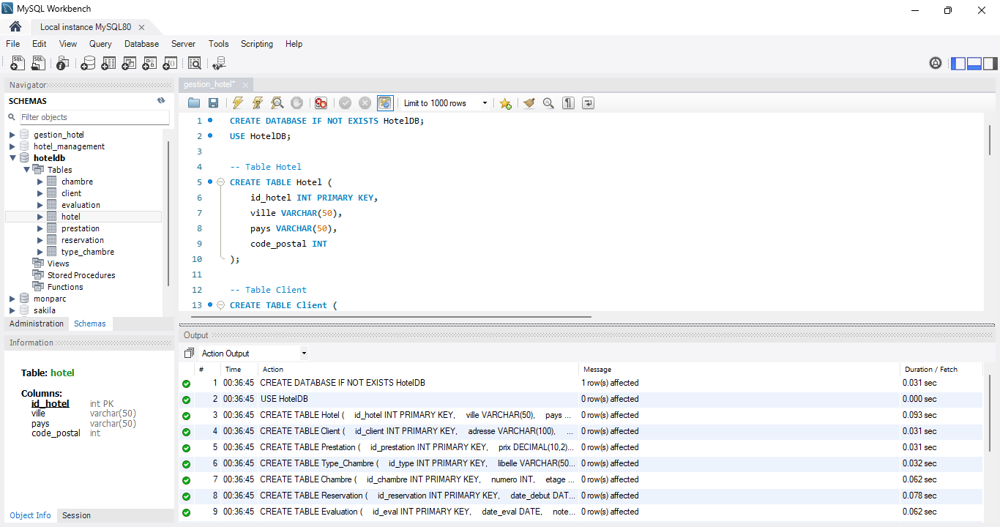 MySQL Workbench
Local instance MySQL80
File Edit View Query Database Server Tools Scripting Help
Navigator
SCHEMAS
Filter objects
gestion_hotel
hotel_management
hoteldb
Tables
chambre
client
evaluation
hotel
prestation
reservation
type_chambre
Views
Stored Procedures
Functions
monparc
sakila
Administration Schemas
Information
Table: hotel
Columns:
id_hotel int PK
ville varchar(50)
pays varchar(50)
code_postal int
Object Info Session
gestion_hotel*
Limit to 1000 rows
1 CREATE DATABASE IF NOT EXISTS HotelDB;
2 USE HotelDB;
3
4 -- Table Hotel
5 CREATE TABLE Hotel (
6 id_hotel INT PRIMARY KEY,
7 ville VARCHAR(50),
8 pays VARCHAR(50),
9 code_postal INT
10 );
11
12 -- Table Client
13 CREATE TABLE Client (
Output
Action Output
# Time Action Message Duration / Fetch
1 00:36:45 CREATE DATABASE IF NOT EXISTS HotelDB 1 row(s) affected 0.031 sec
2 00:36:45 USE HotelDB 0 row(s) affected 0.000 sec
3 00:36:45 CREATE TABLE Hotel ( id_hotel INT PRIMARY KEY, ville VARCHAR(50), pays ... 0 row(s) affected 0.093 sec
4 00:36:45 CREATE TABLE Client ( id_client INT PRIMARY KEY, adresse VARCHAR(100), ... 0 row(s) affected 0.031 sec
5 00:36:45 CREATE TABLE Prestation ( id_prestation INT PRIMARY KEY, prix DECIMAL(10,2)... 0 row(s) affected 0.031 sec
6 00:36:45 CREATE TABLE Type_Chambre ( id_type INT PRIMARY KEY, libelle VARCHAR(50... 0 row(s) affected 0.032 sec
7 00:36:45 CREATE TABLE Chambre ( id_chambre INT PRIMARY KEY, numero INT, etage ... 0 row(s) affected 0.062 sec
8 00:36:45 CREATE TABLE Reservation ( id_reservation INT PRIMARY KEY, date_debut DAT... 0 row(s) affected 0.078 sec
9 00:36:45 CREATE TABLE Evaluation ( id_eval INT PRIMARY KEY, date_eval DATE, note... 0 row(s) affected 0.062 sec